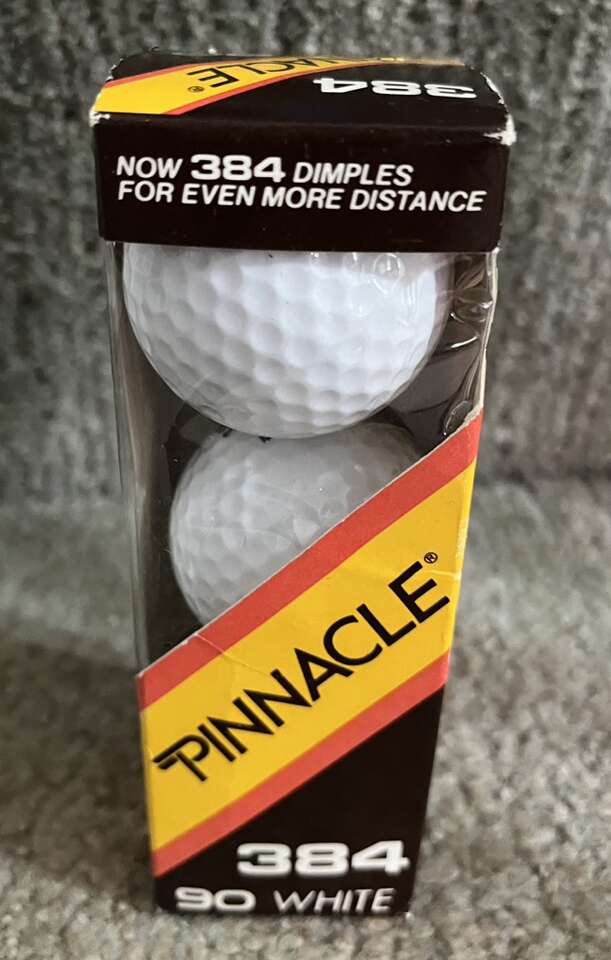 PINNACLE® 384
NOW 384 DIMPLES
FOR EVEN MORE DISTANCE
PINNACLE®
384
90 WHITE